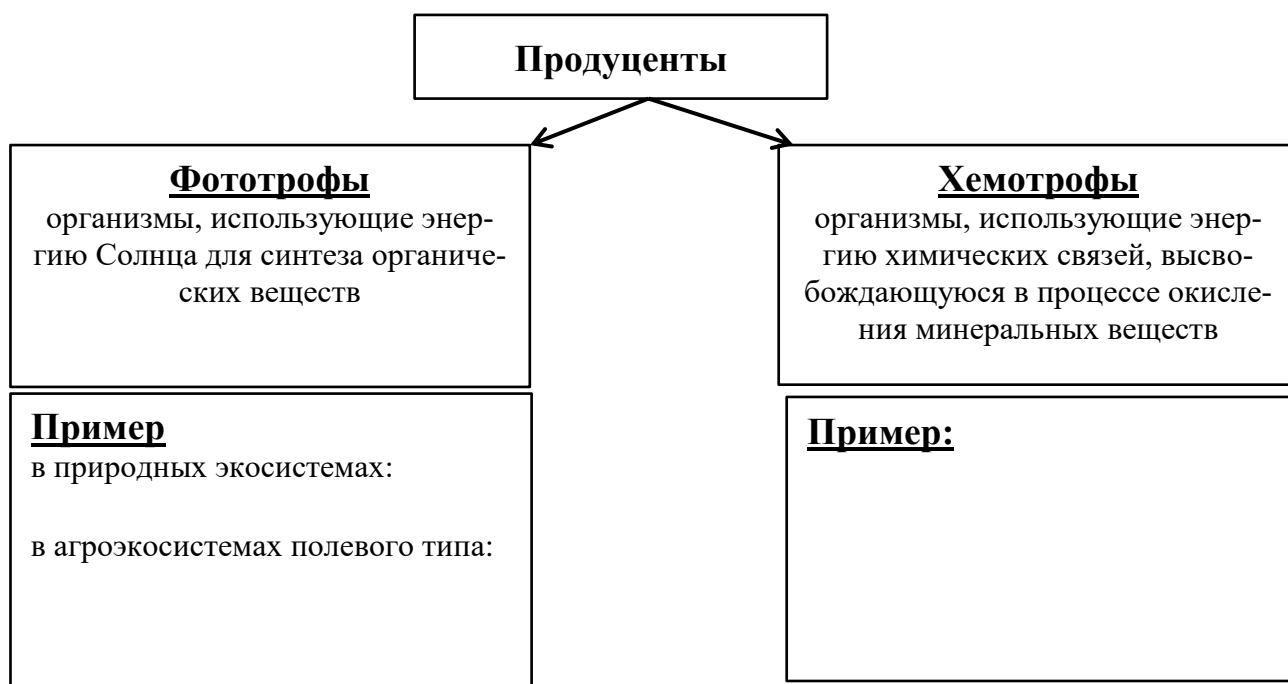 Продуценты
Фототрофы
организмы, использующие энер-
гию Солнца для синтеза органиче-
ских веществ
Хемотрофы
организмы, использующие энер-
гию химических связей, высво-
бождающуюся в процессе окисле-
ния минеральных веществ
Пример
в природных экосистемах:
в агроэкосистемах полевого типа:
Пример: